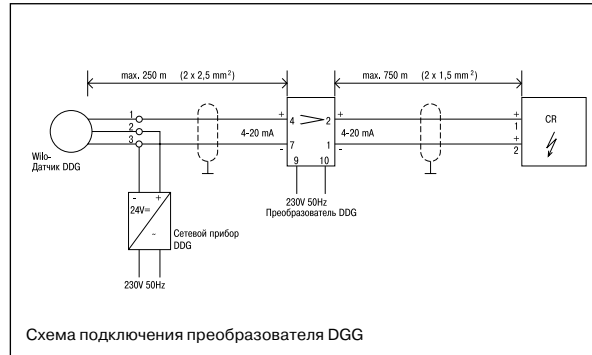 max. 250 m (2 x 2,5 mm²)
max. 750 m (2 x 1,5 mm²)
1
2
3
+
4
-
7
4-20 mA
+
2
-
1
4-20 mA
+
1
+
2
CR
9
10
Wilo-
Датчик DDG
230V 50Hz
Преобразователь DDG
-
+
24V=
~
Сетевой прибор
DDG
230V 50Hz
Схема подключения преобразователя DGG